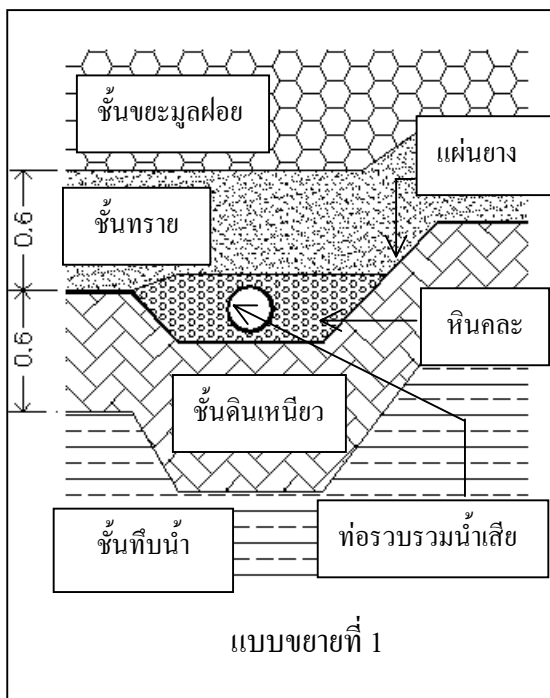 ชั้นขยะมูลฝอย
แผ่นยาง
0.6
ชั้นทราย
หินคละ
0.6
ชั้นดินเหนียว
ชั้นทึบน้ำ
ท่อรวบรวมน้ำเสีย
แบบขยายที่ 1